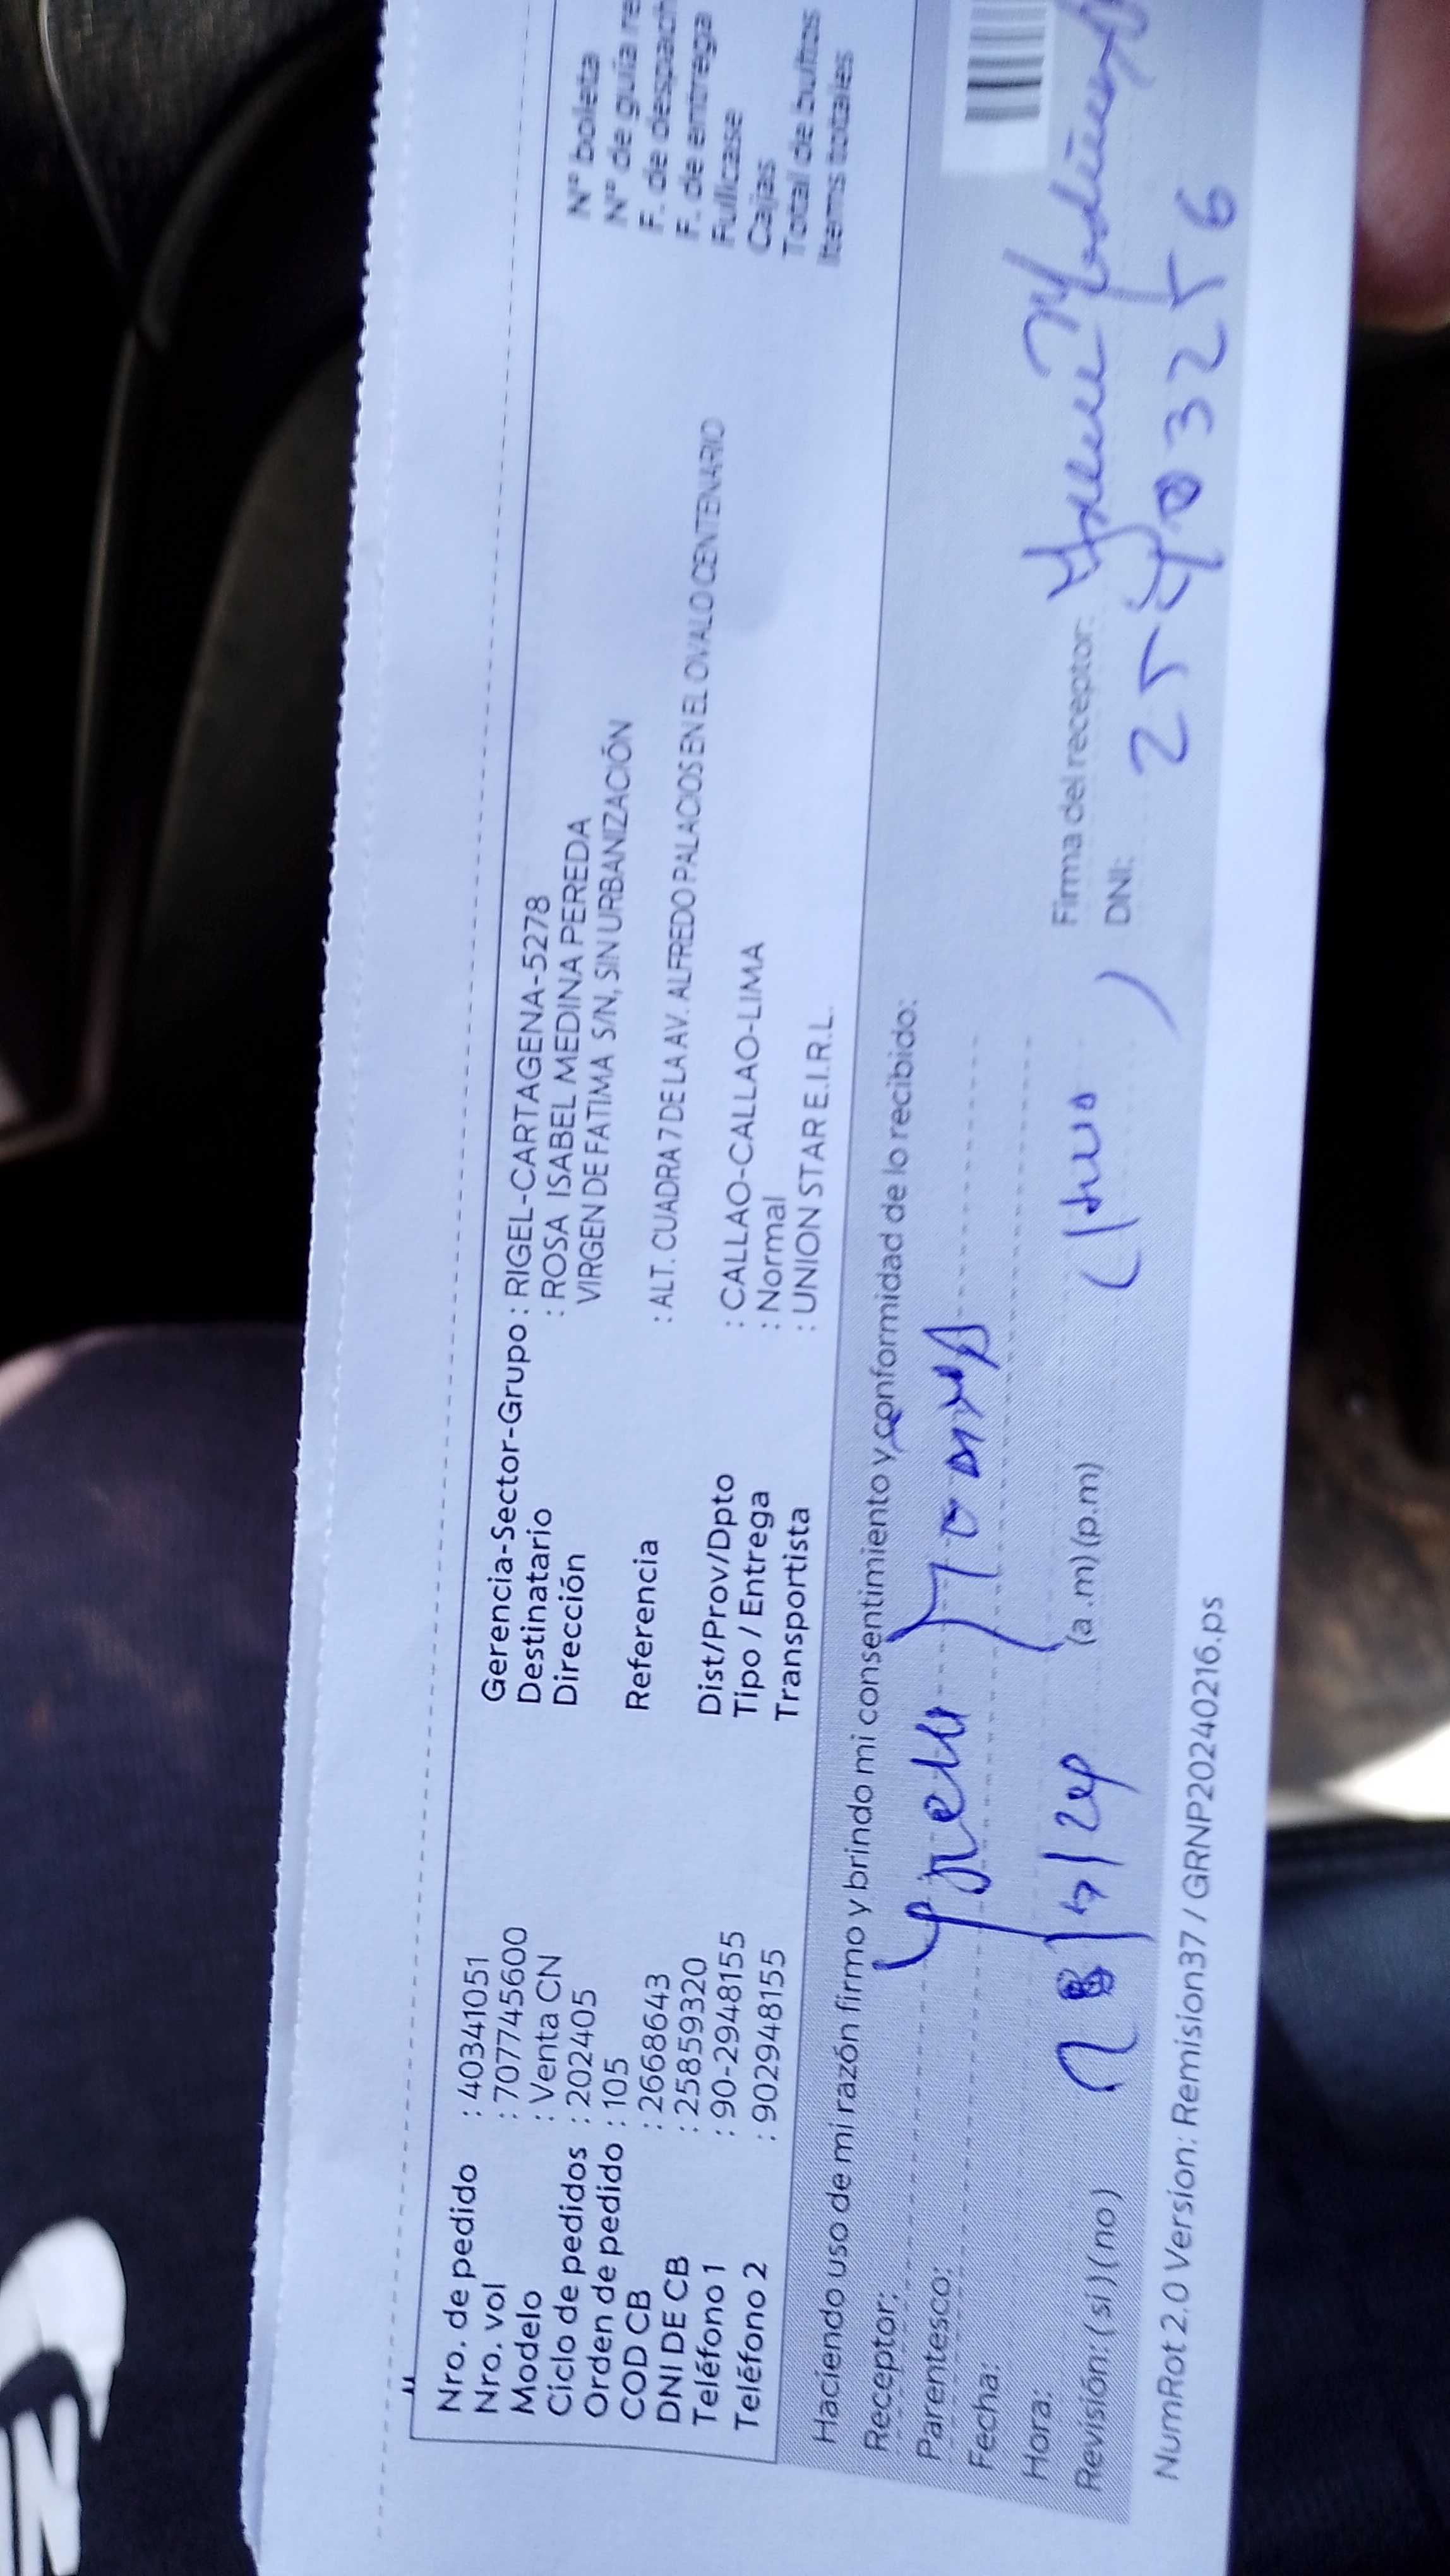 Nro. de pedido : 40341051
Nro. vol : 707745600
Modelo : Venta CN
Ciclo de pedidos : 202405
Orden de pedido : 105
COD CB : 2668643
DNI DE CB : 25859320
Teléfono 1 : 90-2948155
Teléfono 2 : 902948155
Gerencia-Sector-Grupo : RIGEL-CARTAGENA-5278
Destinatario : ROSA ISABEL MEDINA PEREDA
Dirección VIRGEN DE FATIMA S/N, SIN URBANIZACIÓN
Referencia : ALT. CUADRA 7 DE LA AV. ALFREDO PALACIOS EN EL OVALO CENTENARIO
Dist/Prov/Dpto : CALLAO-CALLAO-LIMA
Tipo / Entrega : Normal
Transportista : UNION STAR E.I.R.L.
N° boleta
N° de guía re
F. de despach
F. de entrega
Fullcase
Cajas
Total de bultos
Items totales
Haciendo uso de mi razón firmo y brindo mi consentimiento y conformidad de lo recibido:
Receptor:
Parentesco:
Fecha:
Hora: (a .m) (p.m)
Revisión: (si) (no)
Firma del receptor:
DNI:
NumRot 2.0 Version: Remision37 / GRNP20240216.ps